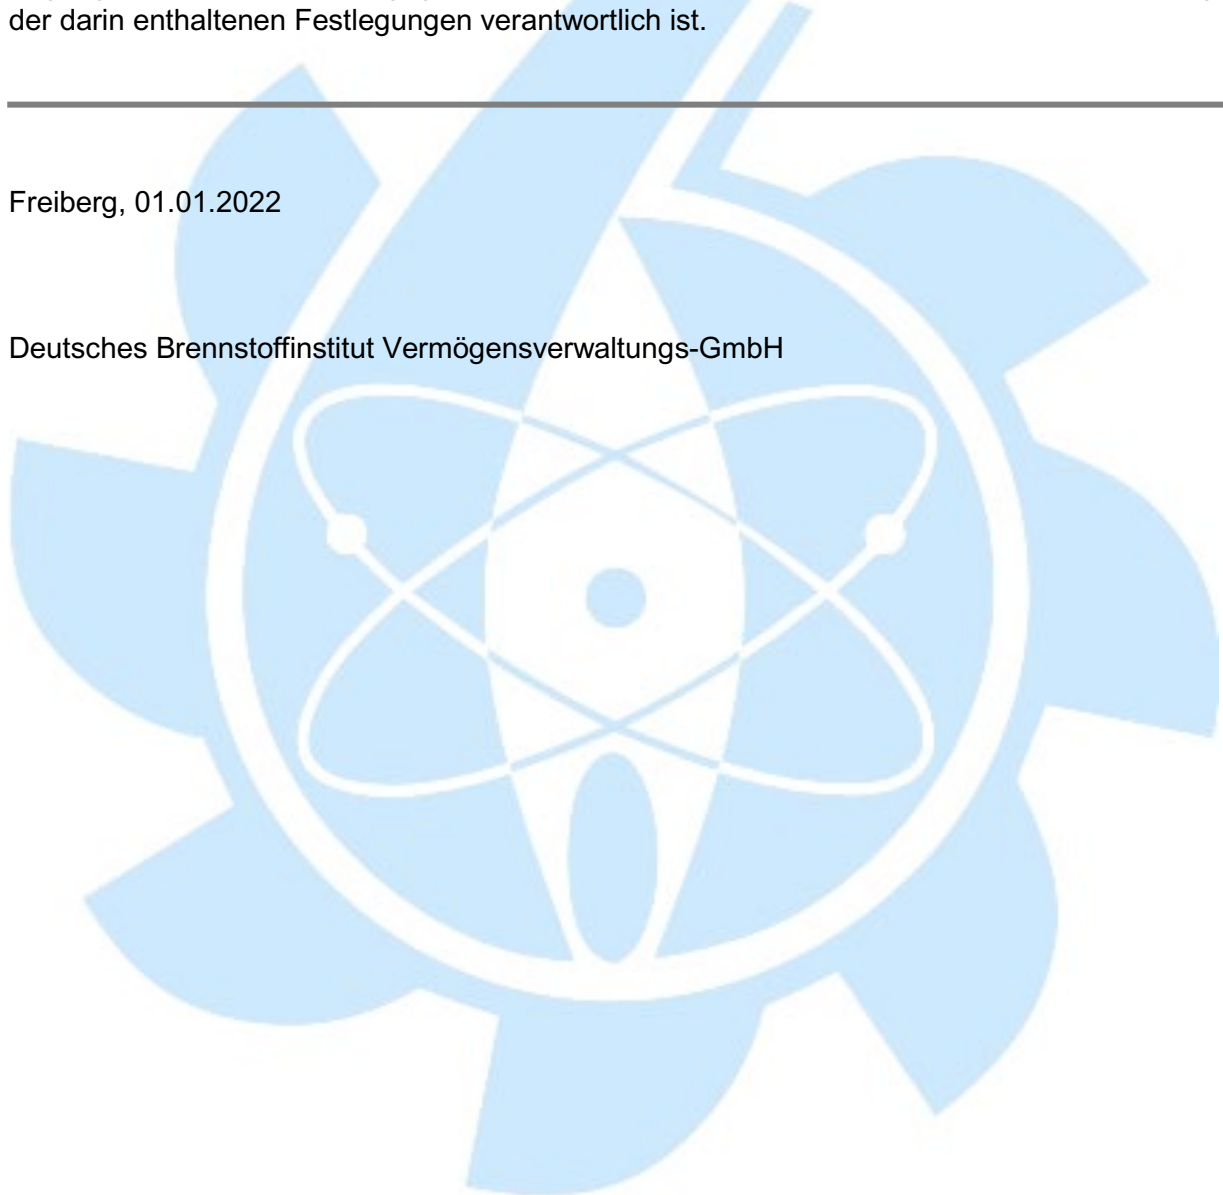 der darin enthaltenen Festlegungen verantwortlich ist.
Freiberg, 01.01.2022
Deutsches Brennstoffinstitut Vermögensverwaltungs-GmbH